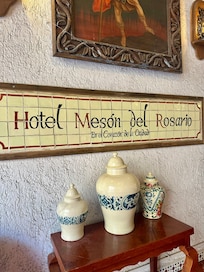 Hotel Mesón del Rosario
En el Corazón de la Ciudad